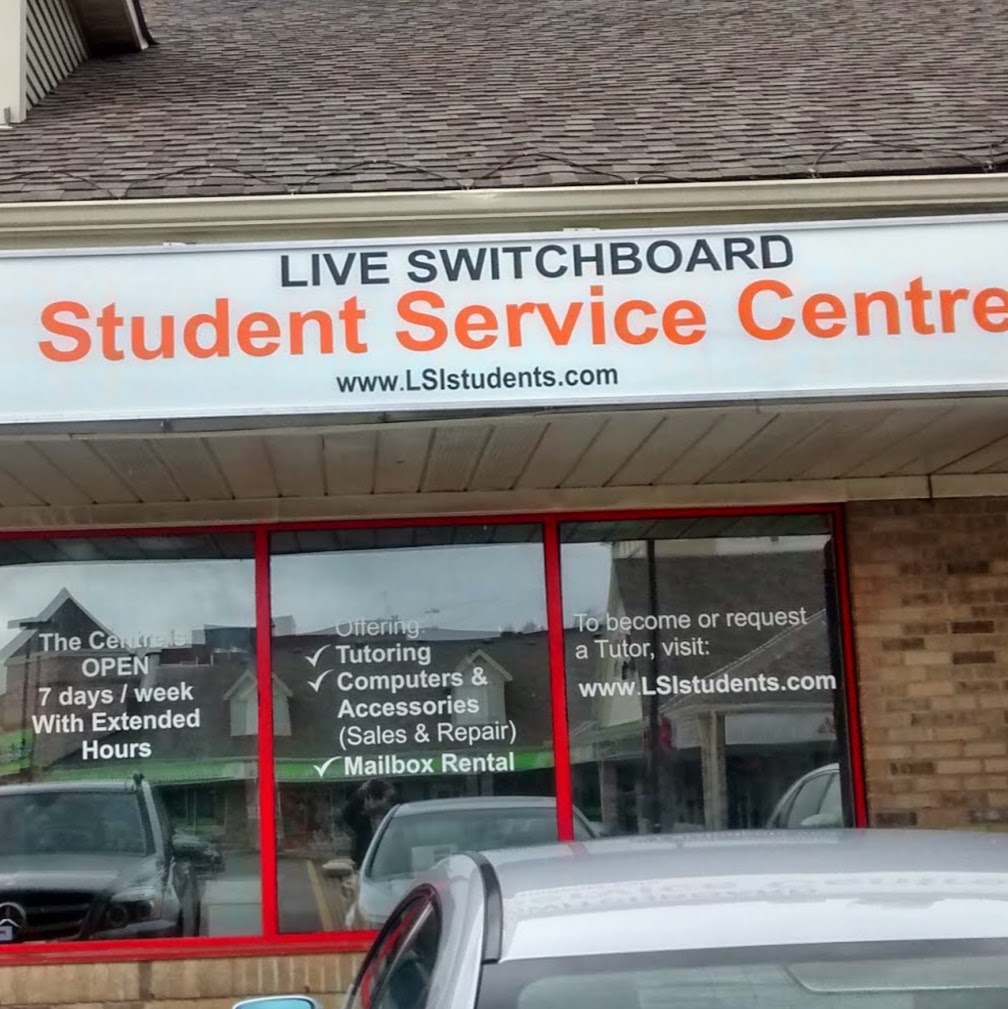 LIVE SWITCHBOARD
Student Service Centre
www.LSIstudents.com
The Centre is
OPEN
7 days / week
With Extended
Hours
Offering:
✓ Tutoring
✓ Computers &
Accessories
(Sales & Repair)
✓ Mailbox Rental
To become or request
a Tutor, visit:
www.LSIstudents.com